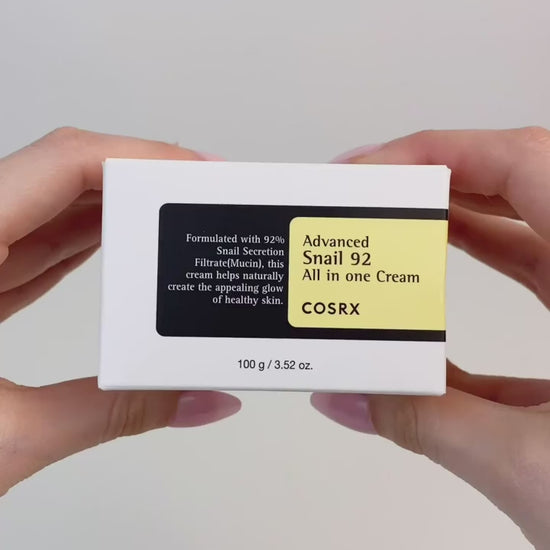 Formulated with 92%
Snail Secretion
Filtrate(Mucin), this
cream helps naturally
create the appealing glow
of healthy skin.
Advanced
Snail 92
All in one Cream
COSRX
100 g / 3.52 oz.